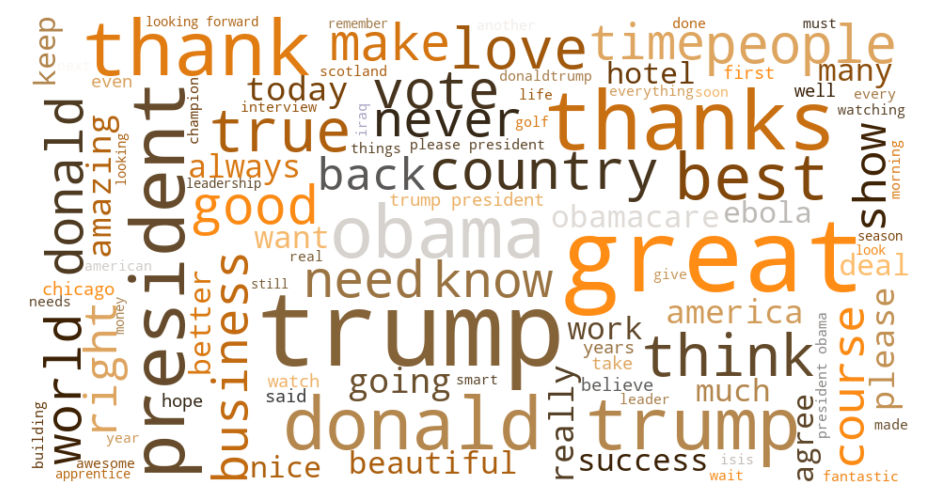 looking forward
remember
another
done
must
keep
thank
make
love
time
people
next
even
scotland
donaldtrump
hotel
first
many
today
vote
life
everything
soon
well
every
champion
interview
iraq
never
golf
thanks
watching
world donald
president
amazing
looking
true
things
please president
always
leadership
back
country
best
show
morning
good
trump president
obama
obamacare
ebola
want
real
great
season
look
american
deal
chicago
needs
right
money
better
business
still
need
know
give
trump
america
work
think
years
take
president obama
course
please
hope
watch
said
going
smart
believe
leader
much
really
donald
trump
agree
made
building
year
awesome
apprentice
nice
beautiful
success
isis
wait
fantastic